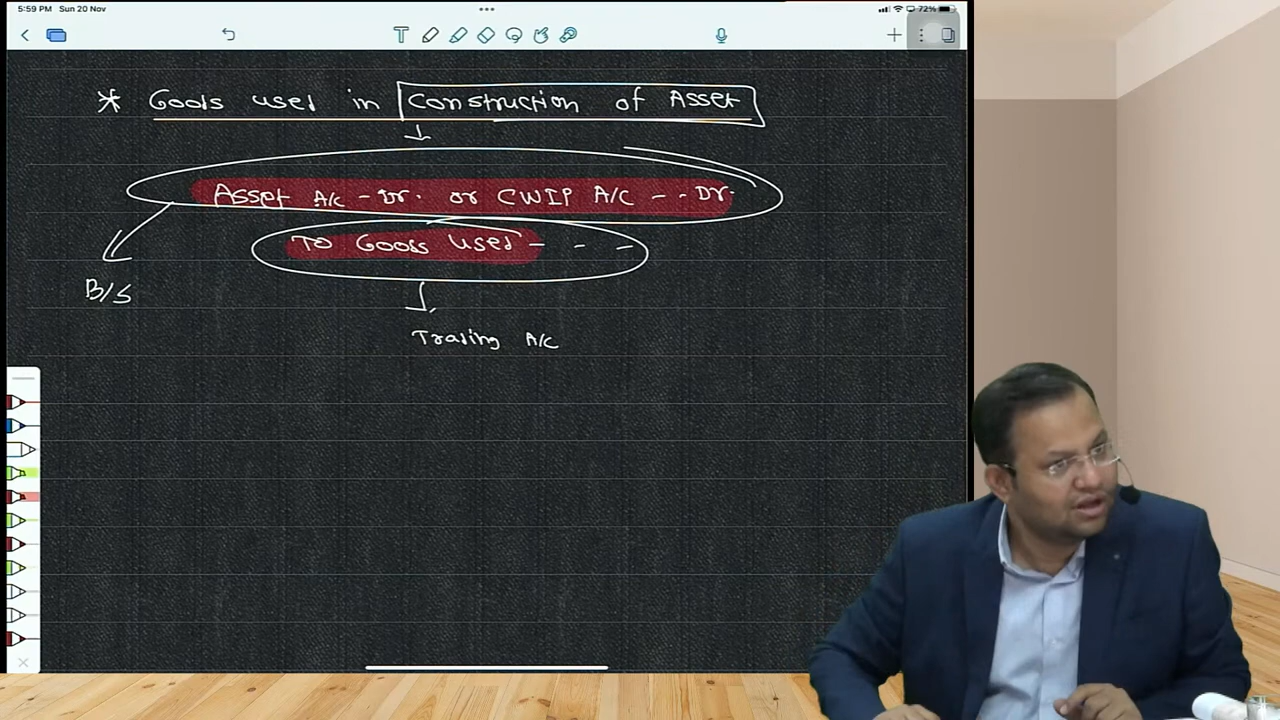 5:59 PM Sun 20 Nov
72%
* Goods used in Construction of Asset
Asset A/c - Dr. or CWIP A/C - - Dr.
To Goods used - - -
B/S
Trading A/C